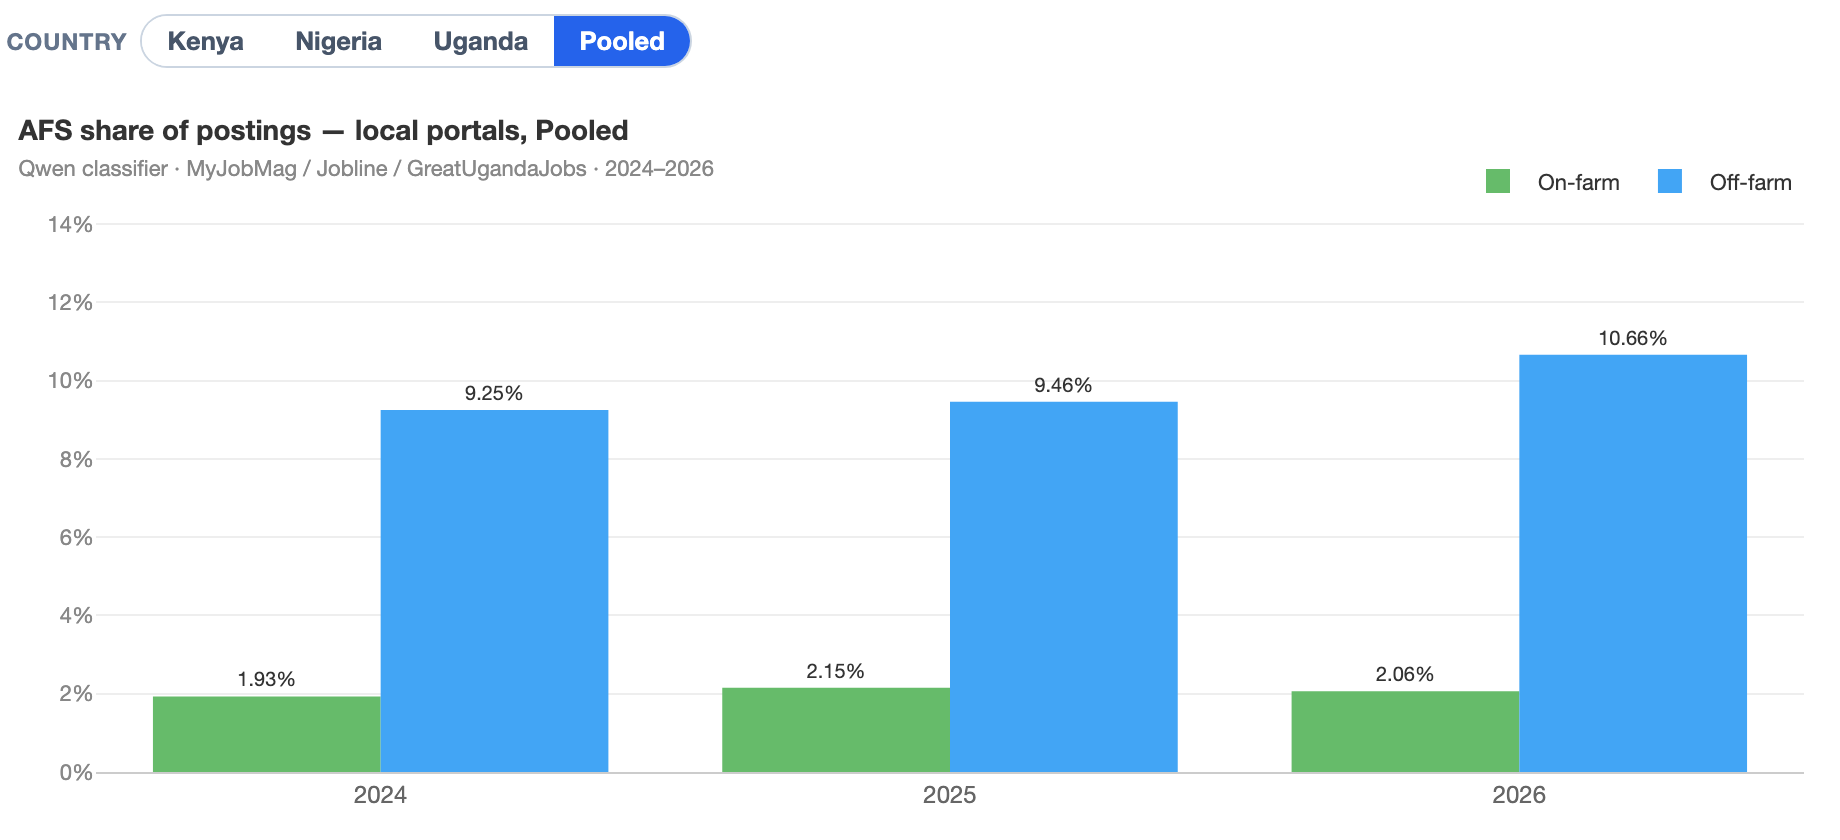 COUNTRY Kenya Nigeria Uganda Pooled
AFS share of postings — local portals, Pooled
Qwen classifier · MyJobMag / Jobline / GreatUgandaJobs · 2024–2026
On-farm Off-farm
14%
12%
10.66%
10%
9.25% 9.46%
8%
6%
4%
1.93% 2.15% 2.06%
2%
0%
2024 2025 2026